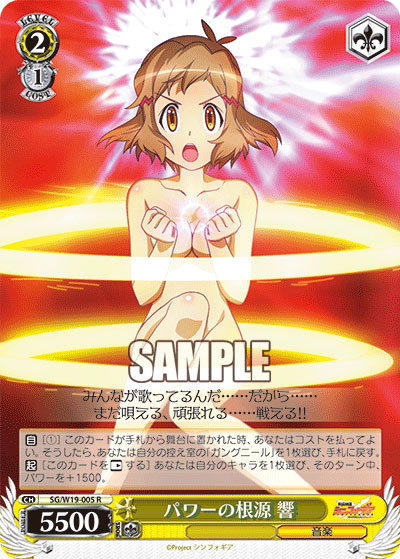 LEVEL
2
1
COST
SAMPLE
みんなが歌ってるんだ……だから……
まだ唄える、頑張れる……戦える!!
自 [①] このカードが手札から舞台に置かれた時、あなたはコストを払ってよ
い。そうしたら、あなたは自分の控え室の「ガングニール」を1枚選び、手札に戻す。
起 [このカードを する] あなたは自分のキャラを1枚選び、そのターン中、
パワーを+1500。
CH SG/W19-005 R
5500
パワーの根源 響
音楽
©Project シンフォギア